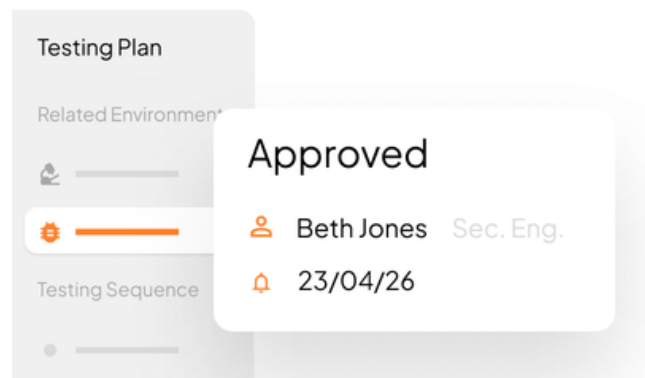 Testing Plan
Related Environment
Approved
Beth Jones Sec. Eng.
23/04/26
Testing Sequence